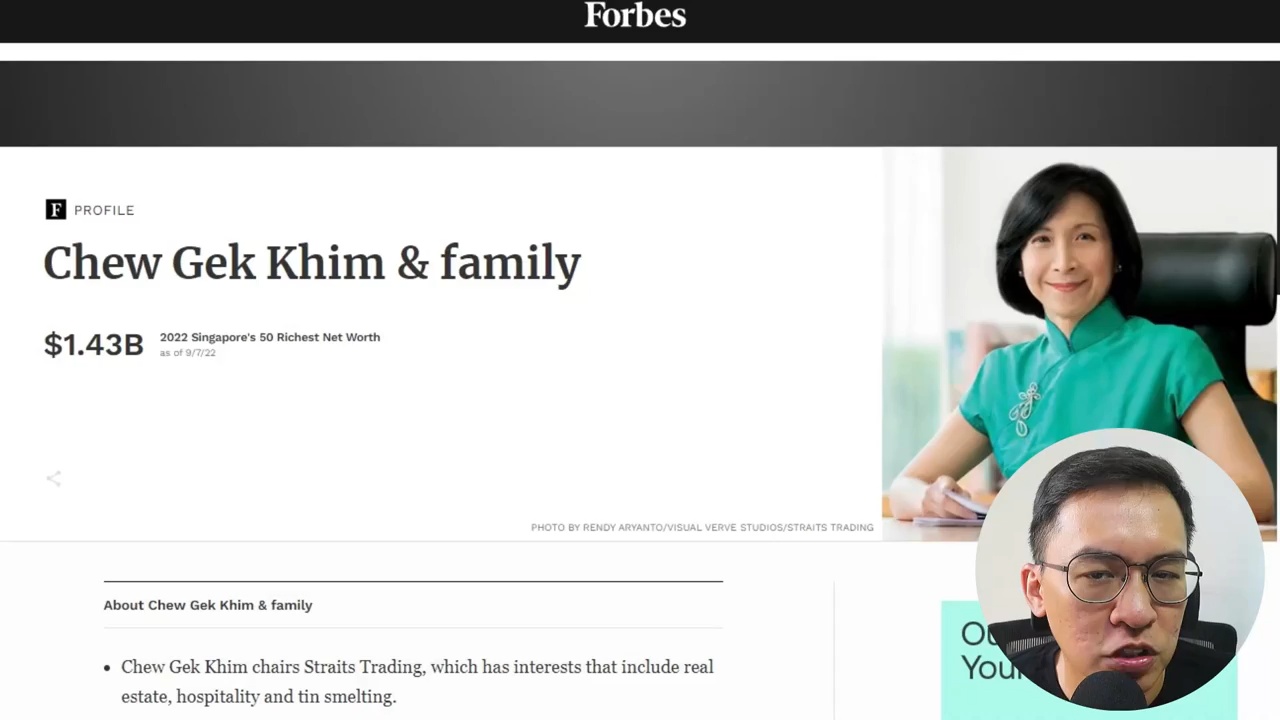 Forbes
F PROFILE
Chew Gek Khim & family
$1.43B
2022 Singapore's 50 Richest Net Worth
as of 9/7/22
PHOTO BY RENDY ARYANTO/VISUAL VERVE STUDIOS/STRAITS TRADING
About Chew Gek Khim & family
• Chew Gek Khim chairs Straits Trading, which has interests that include real
estate, hospitality and tin smelting.